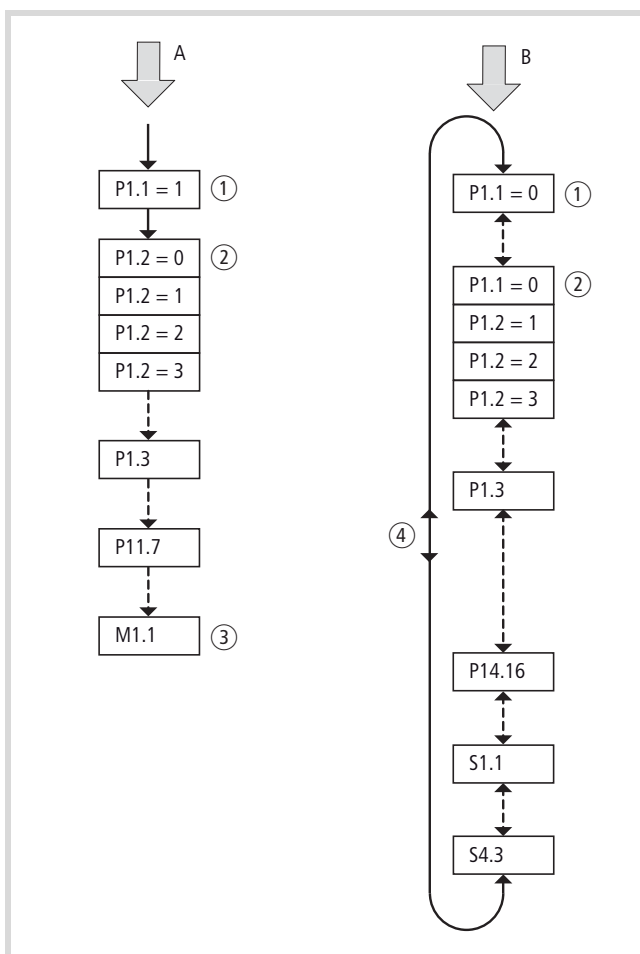 A
P1.1 = 1
①
P1.2 = 0
②
P1.2 = 1
P1.2 = 2
P1.2 = 3
P1.3
P11.7
M1.1
③
B
P1.1 = 0
①
P1.1 = 0
②
P1.2 = 1
P1.2 = 2
P1.2 = 3
P1.3
④
P14.16
S1.1
S4.3